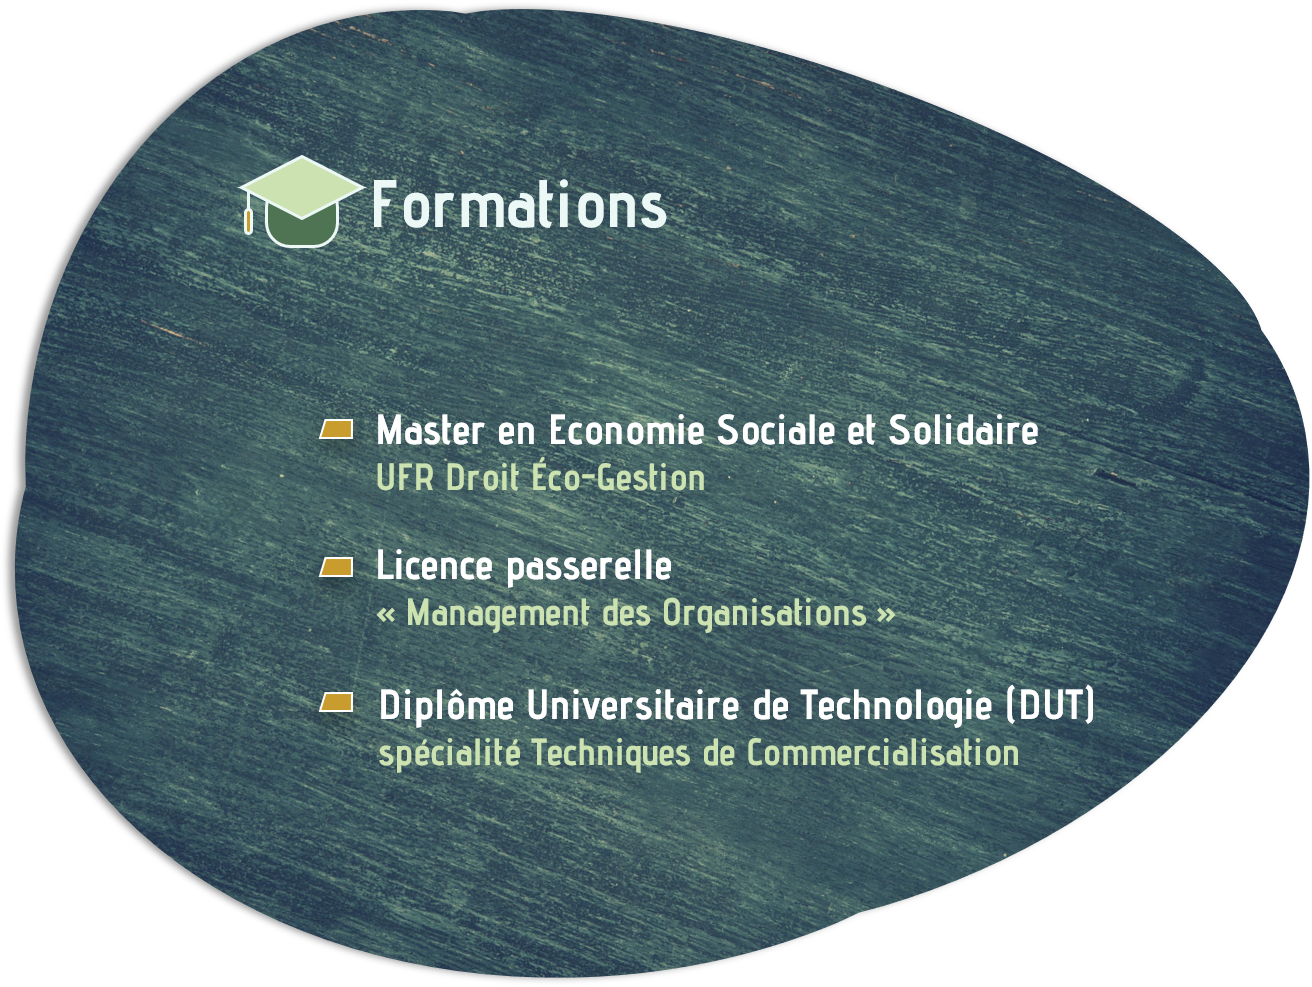 Formations
Master en Economie Sociale et Solidaire
UFR Droit Éco-Gestion
Licence passerelle
« Management des Organisations »
Diplôme Universitaire de Technologie (DUT)
spécialité Techniques de Commercialisation